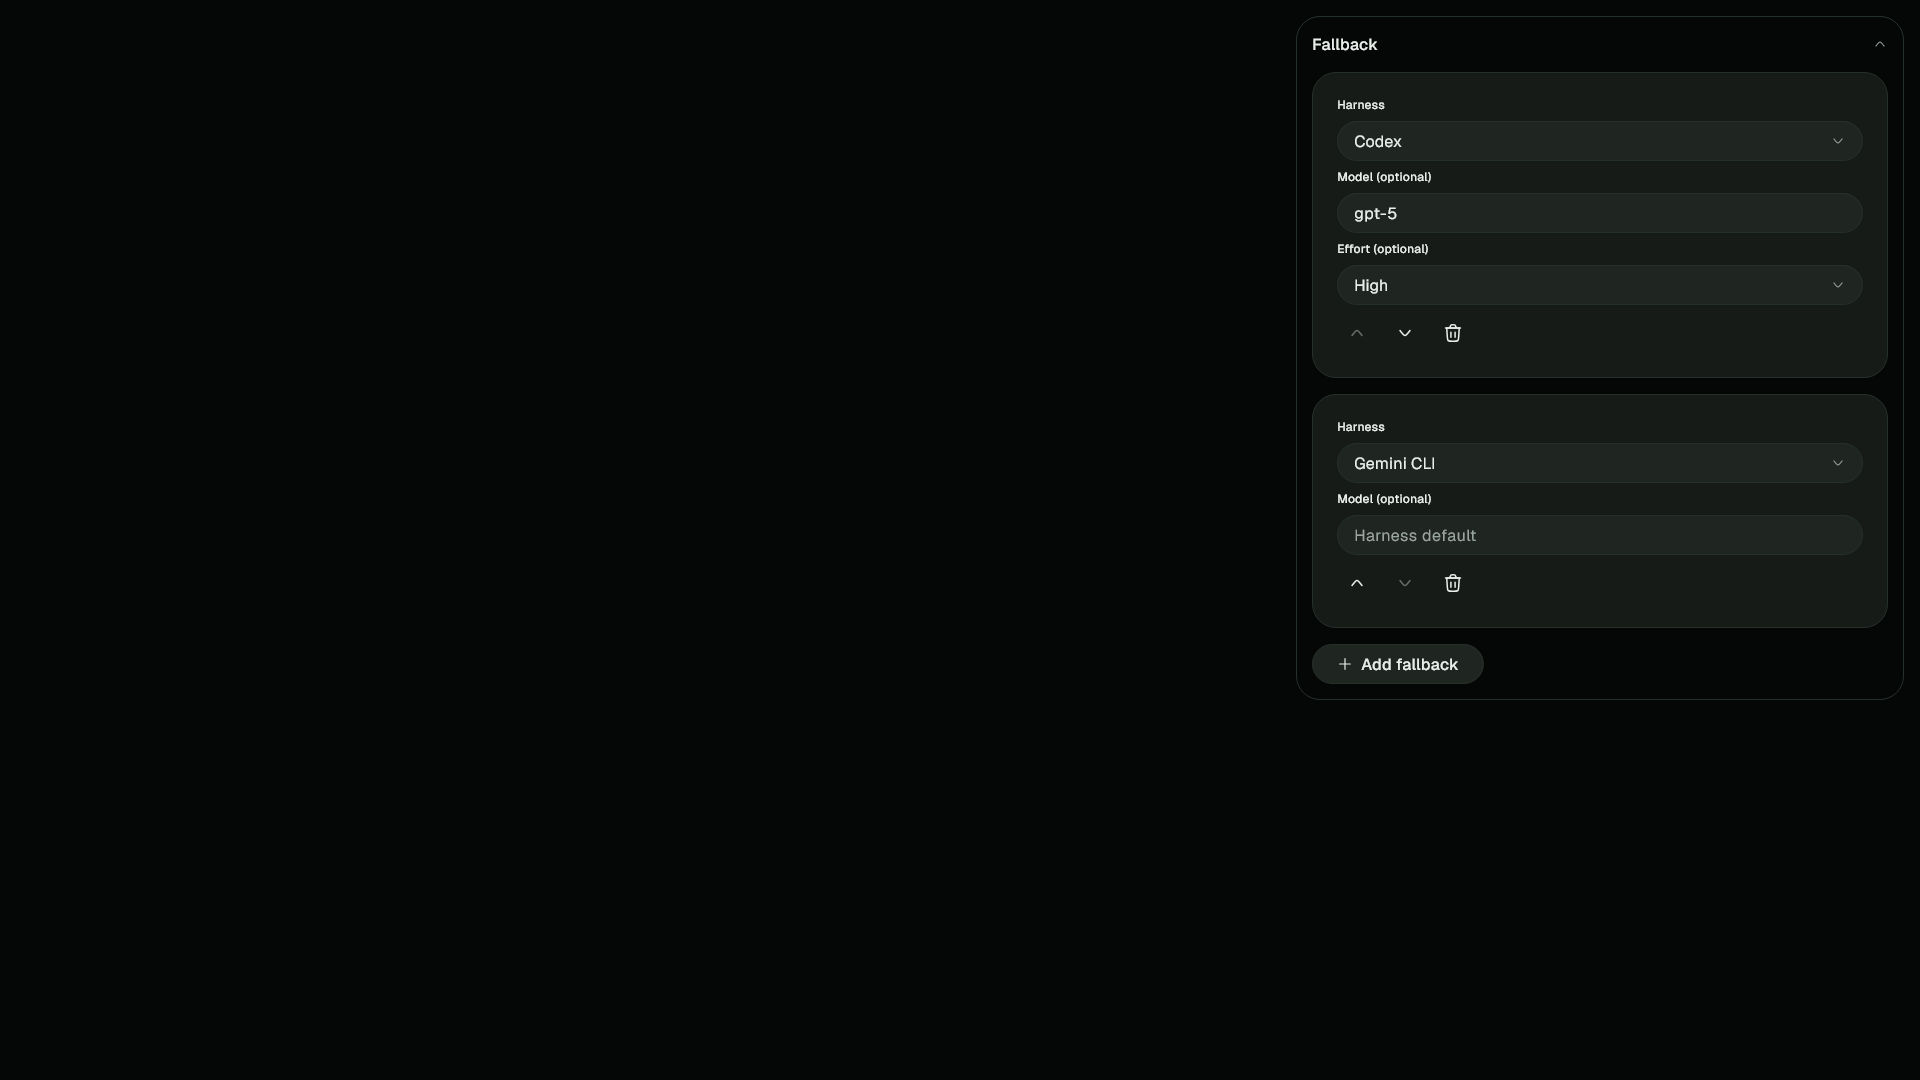 Fallback
Harness
Codex
Model (optional)
gpt-5
Effort (optional)
High
Harness
Gemini CLI
Model (optional)
Harness default
Add fallback